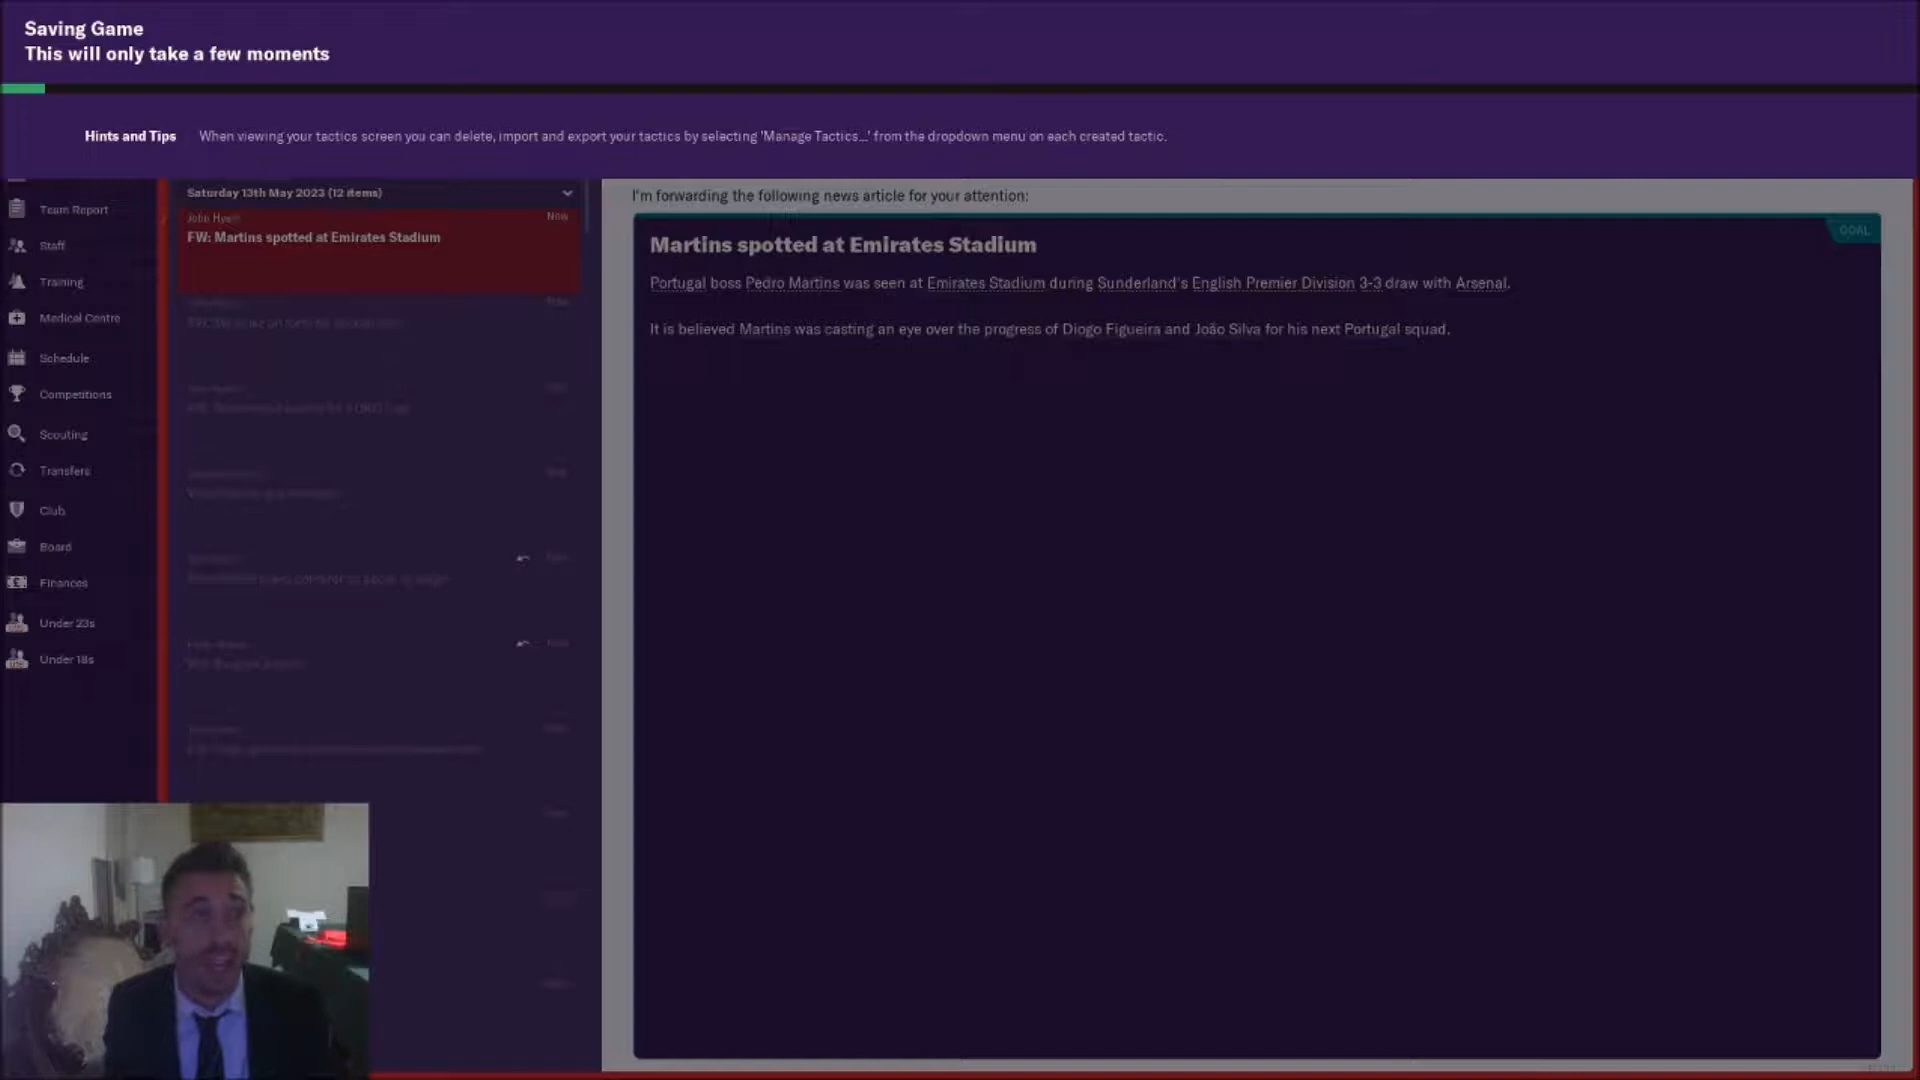 Saving Game
This will only take a few moments
Hints and Tips When viewing your tactics screen you can delete, import and export your tactics by selecting 'Manage Tactics...' from the dropdown menu on each created tactic.
Team Report
Staff
Training
Medical Centre
Schedule
Competitions
Scouting
Transfers
Club
Board
Finances
Under 23s
Under 18s
Saturday 13th May 2023 (12 items)
John Now
FW: Martins spotted at Emirates Stadium
I'm forwarding the following news article for your attention:
GOAL
Martins spotted at Emirates Stadium
Portugal boss Pedro Martins was seen at Emirates Stadium during Sunderland's English Premier Division 3-3 draw with Arsenal.
It is believed Martins was casting an eye over the progress of Diogo Figueira and João Silva for his next Portugal squad.